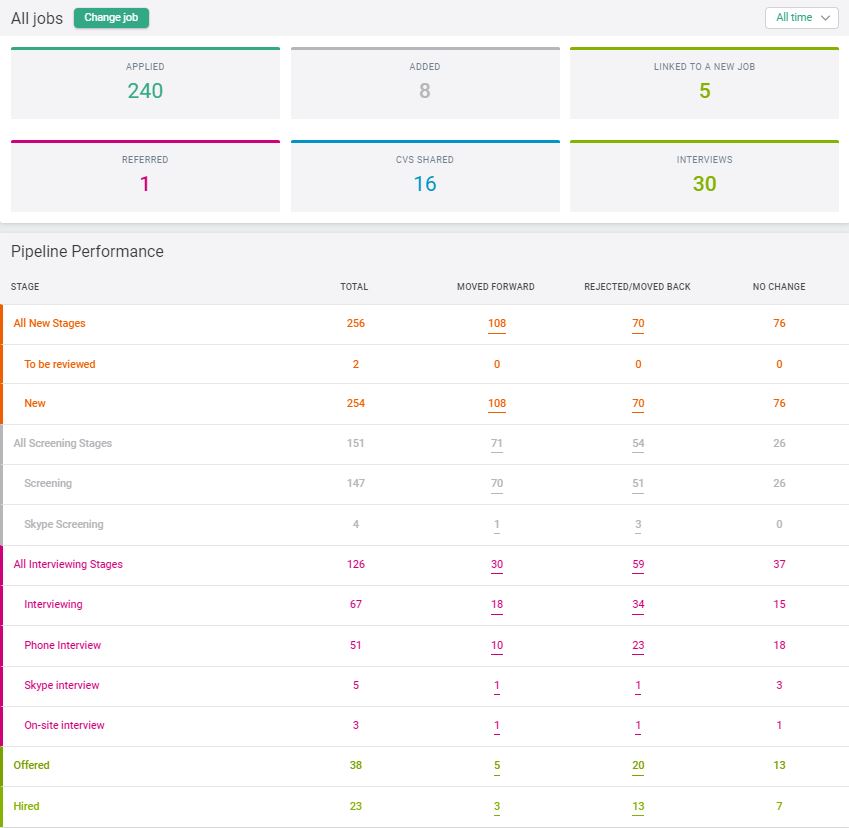 All jobs Change job All time
APPLIED ADDED LINKED TO A NEW JOB
240 8 5
REFERRED CVS SHARED INTERVIEWS
1 16 30
Pipeline Performance
STAGE TOTAL MOVED FORWARD REJECTED/MOVED BACK NO CHANGE
All New Stages 256 108 70 76
To be reviewed 2 0 0 0
New 254 108 70 76
All Screening Stages 151 71 54 26
Screening 147 70 51 26
Skype Screening 4 1 3 0
All Interviewing Stages 126 30 59 37
Interviewing 67 18 34 15
Phone Interview 51 10 23 18
Skype interview 5 1 1 3
On-site interview 3 1 1 1
Offered 38 5 20 13
Hired 23 3 13 7